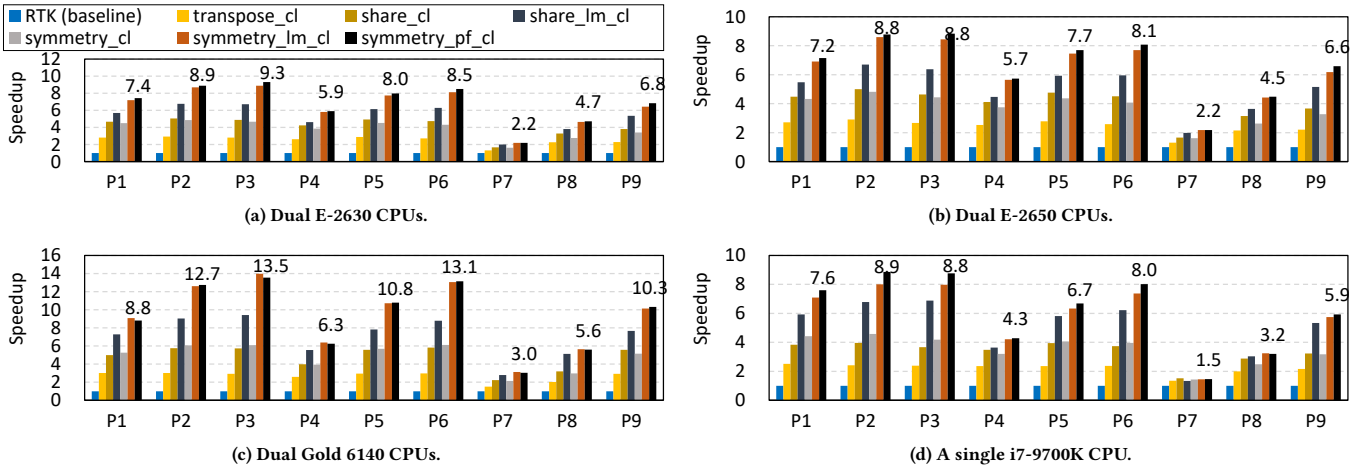 RTK (baseline) transpose_cl share_cl share_lm_cl
symmetry_cl symmetry_lm_cl symmetry_pf_cl
Speedup
12
10
8
6
4
2
0
7.4 8.9 9.3 5.9 8.0 8.5 2.2 4.7 6.8
P1 P2 P3 P4 P5 P6 P7 P8 P9
(a) Dual E-2630 CPUs.
Speedup
10
8
6
4
2
0
7.2 8.8 8.8 5.7 7.7 8.1 2.2 4.5 6.6
P1 P2 P3 P4 P5 P6 P7 P8 P9
(b) Dual E-2650 CPUs.
Speedup
16
14
12
10
8
6
4
2
0
8.8 12.7 13.5 6.3 10.8 13.1 3.0 5.6 10.3
P1 P2 P3 P4 P5 P6 P7 P8 P9
(c) Dual Gold 6140 CPUs.
Speedup
10
8
6
4
2
0
7.6 8.9 8.8 4.3 6.7 8.0 1.5 3.2 5.9
P1 P2 P3 P4 P5 P6 P7 P8 P9
(d) A single i7-9700K CPU.